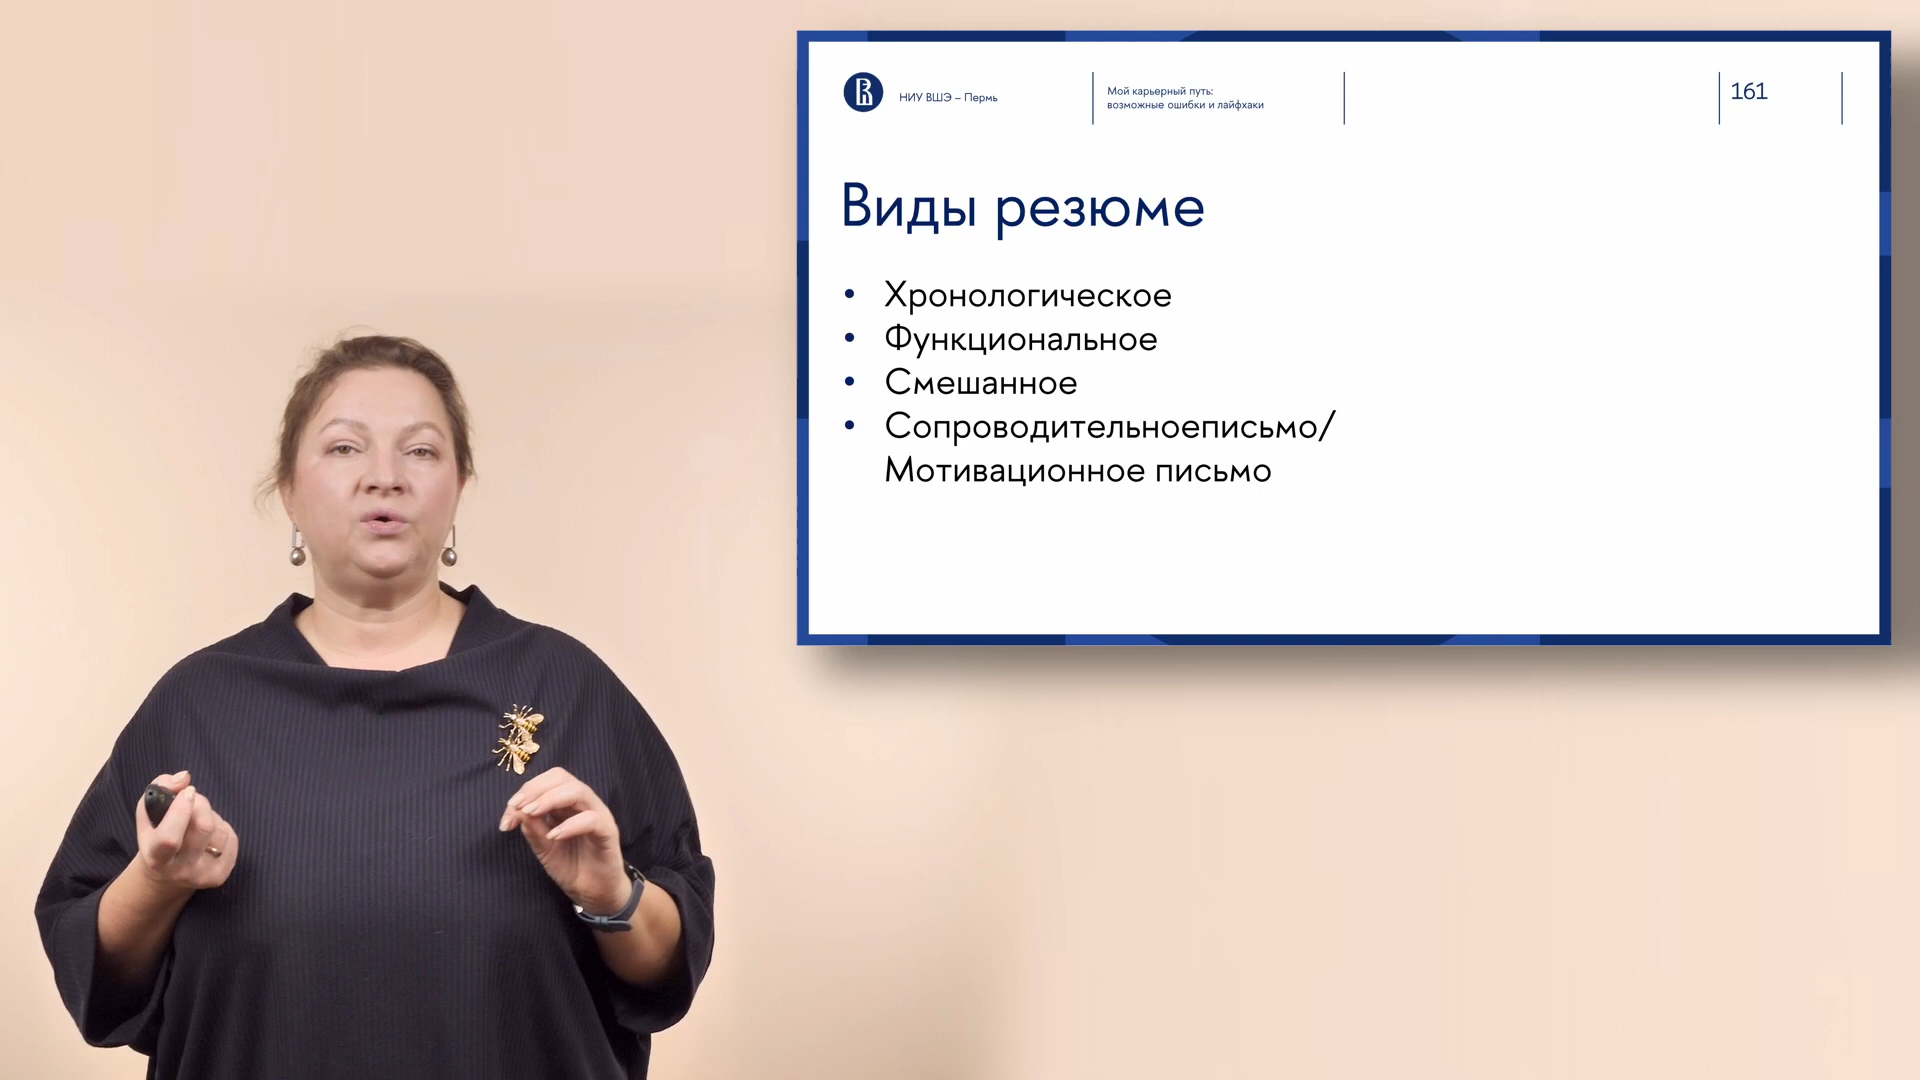 НИУ ВШЭ – Пермь
Мой карьерный путь:
возможные ошибки и лайфхаки
161
Виды резюме
• Хронологическое
• Функциональное
• Смешанное
• Сопроводительноеписьмо/
Мотивационное письмо